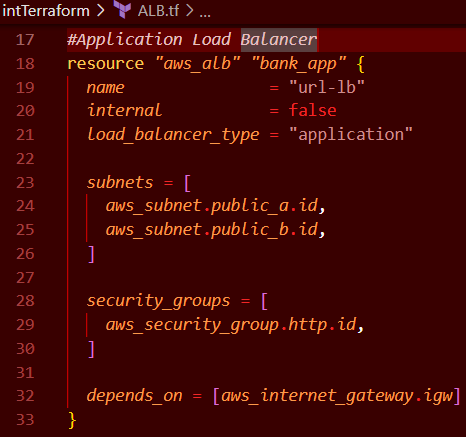 intTerraform > ALB.tf > ...
17 #Application Load Balancer
18 resource "aws_alb" "bank_app" {
19   name               = "url-lb"
20   internal           = false
21   load_balancer_type = "application"
22
23   subnets = [
24     aws_subnet.public_a.id,
25     aws_subnet.public_b.id,
26   ]
27
28   security_groups = [
29     aws_security_group.http.id,
30   ]
31
32   depends_on = [aws_internet_gateway.igw]
33 }